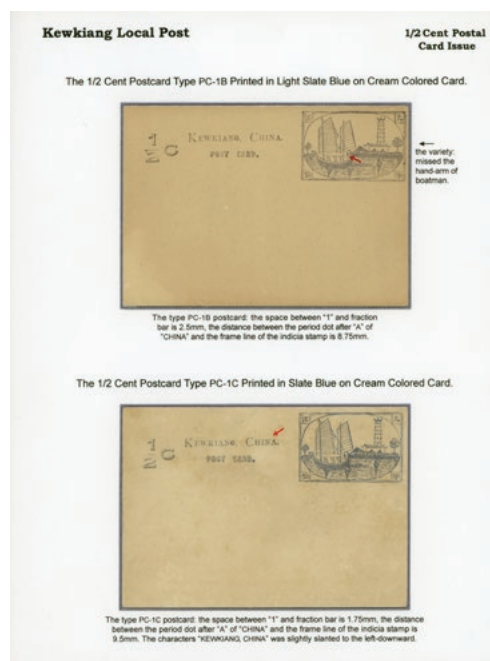 Kewkiang Local Post
1/2 Cent Postal
Card Issue
The 1/2 Cent Postcard Type PC-1B Printed in Light Slate Blue on Cream Colored Card.
1
2
C
KEWKIANG, CHINA.
POST CARD.
the variety:
missed the
hand-arm of
boatman.
The type PC-1B postcard: the space between "1" and fraction
bar is 2.5mm, the distance between the period dot after "A" of
"CHINA" and the frame line of the indicia stamp is 8.75mm.
The 1/2 Cent Postcard Type PC-1C Printed in Slate Blue on Cream Colored Card.
1
2
C
KEWKIANG, CHINA.
POST CARD.
The type PC-1C postcard: the space between "1" and fraction bar is 1.75mm, the distance
between the period dot after "A" of "CHINA" and the frame line of the indicia stamp is
9.5mm. The characters "KEWKIANG, CHINA" was slightly slanted to the left-downward.